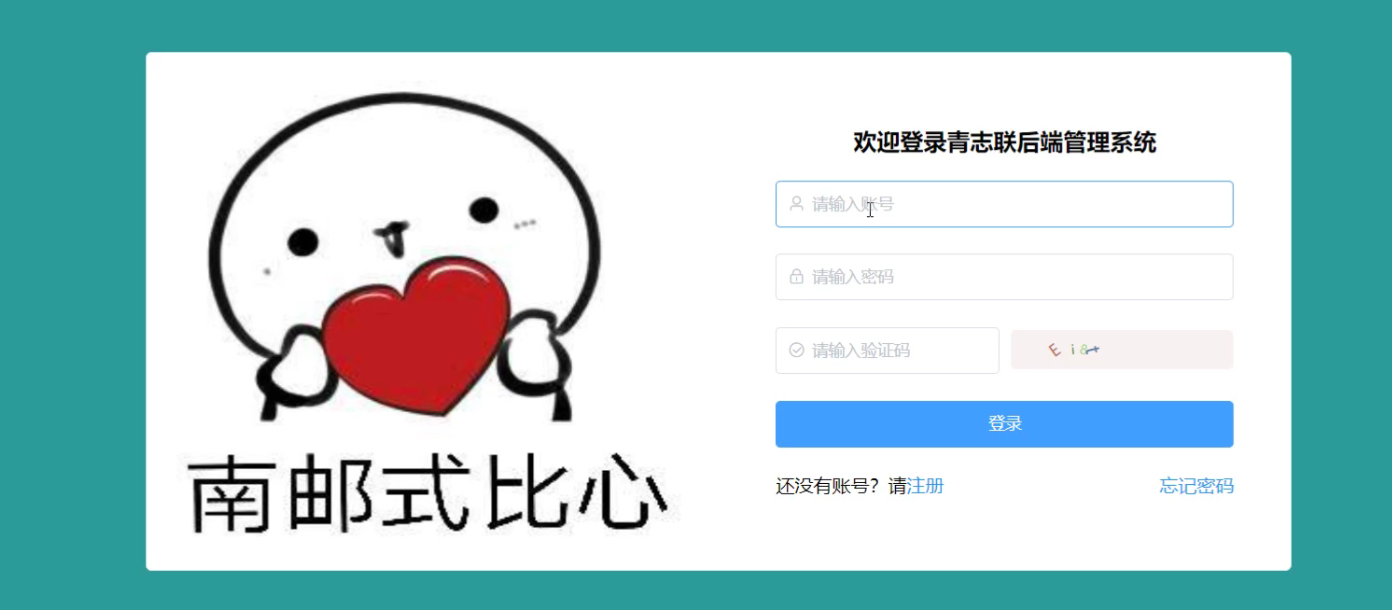 欢迎登录青志联后端管理系统
请输入账号
请输入密码
请输入验证码
登录
还没有账号？请注册
忘记密码
南邮式比心